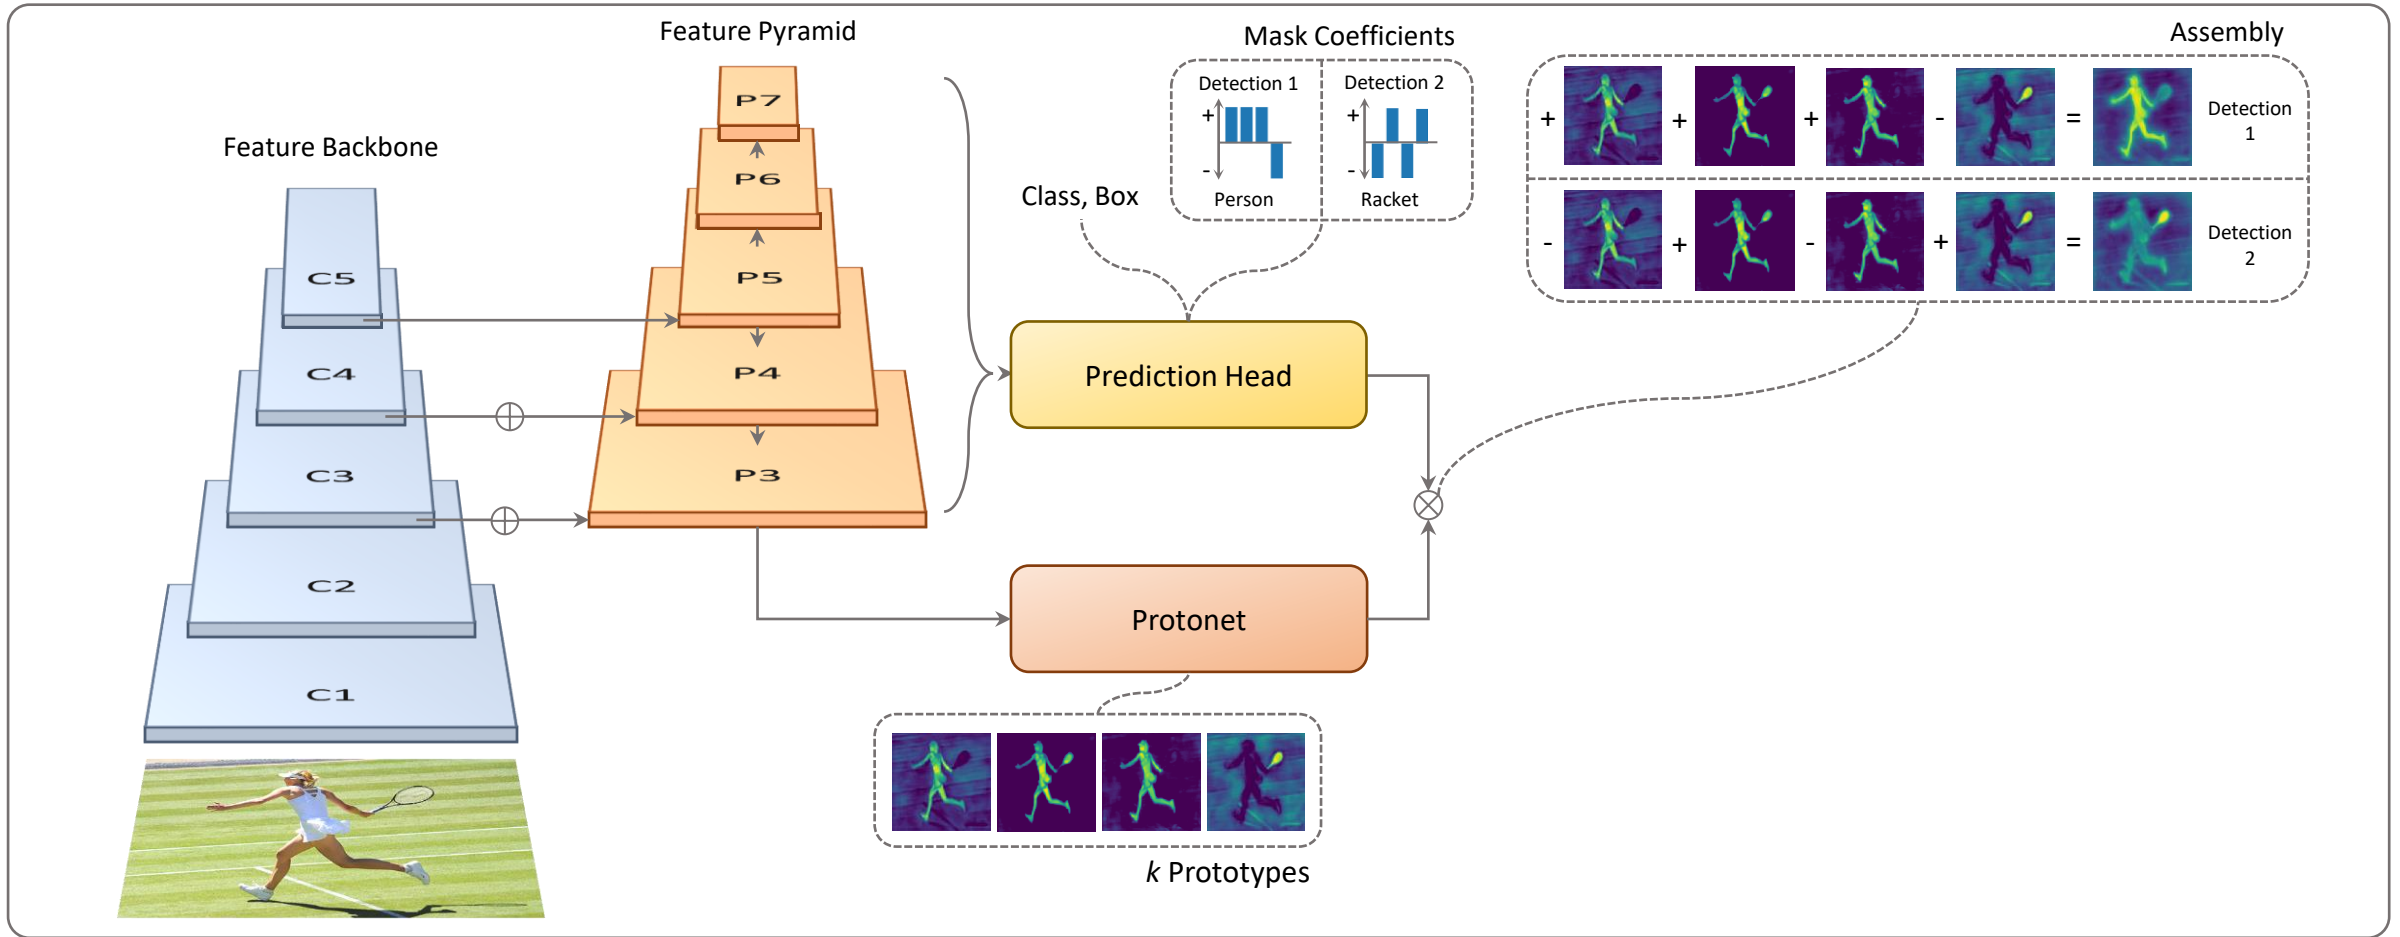 Feature Backbone
C5
C4
C3
C2
C1
Feature Pyramid
P7
P6
P5
P4
P3
Class, Box
Mask Coefficients
Detection 1
+
-
Person
Detection 2
+
-
Racket
Prediction Head
Protonet
k Prototypes
Assembly
+ + + - =
Detection
1
- + - + =
Detection
2